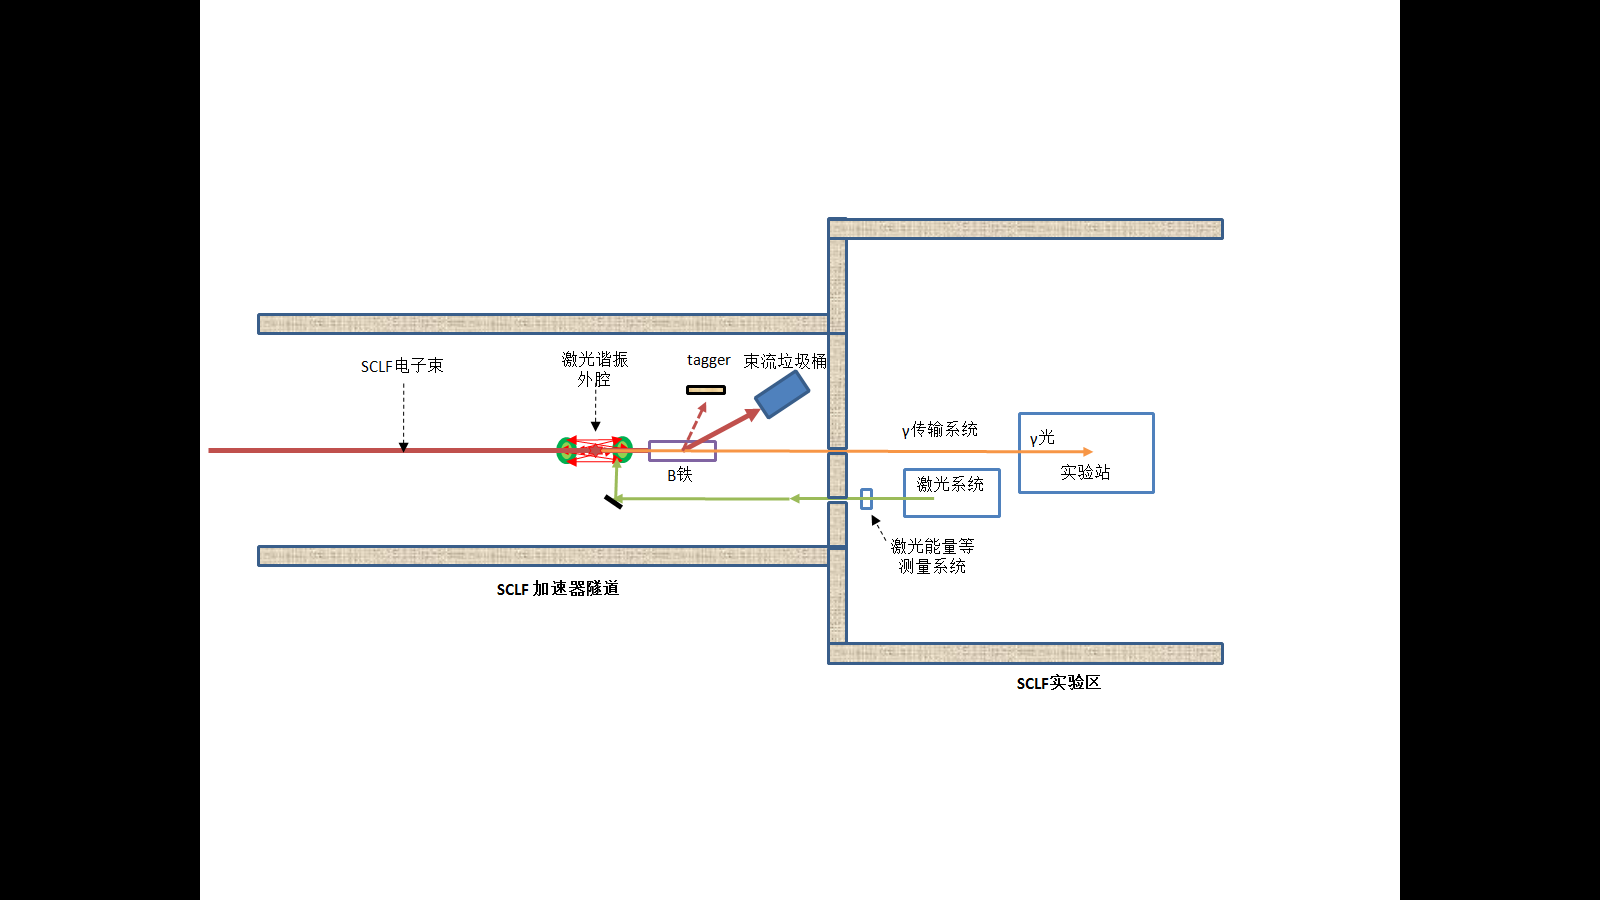 SCLF电子束
激光谐振
外腔
tagger
束流垃圾桶
B铁
γ传输系统
γ光
实验站
激光系统
激光能量等
测量系统
SCLF 加速器隧道
SCLF实验区